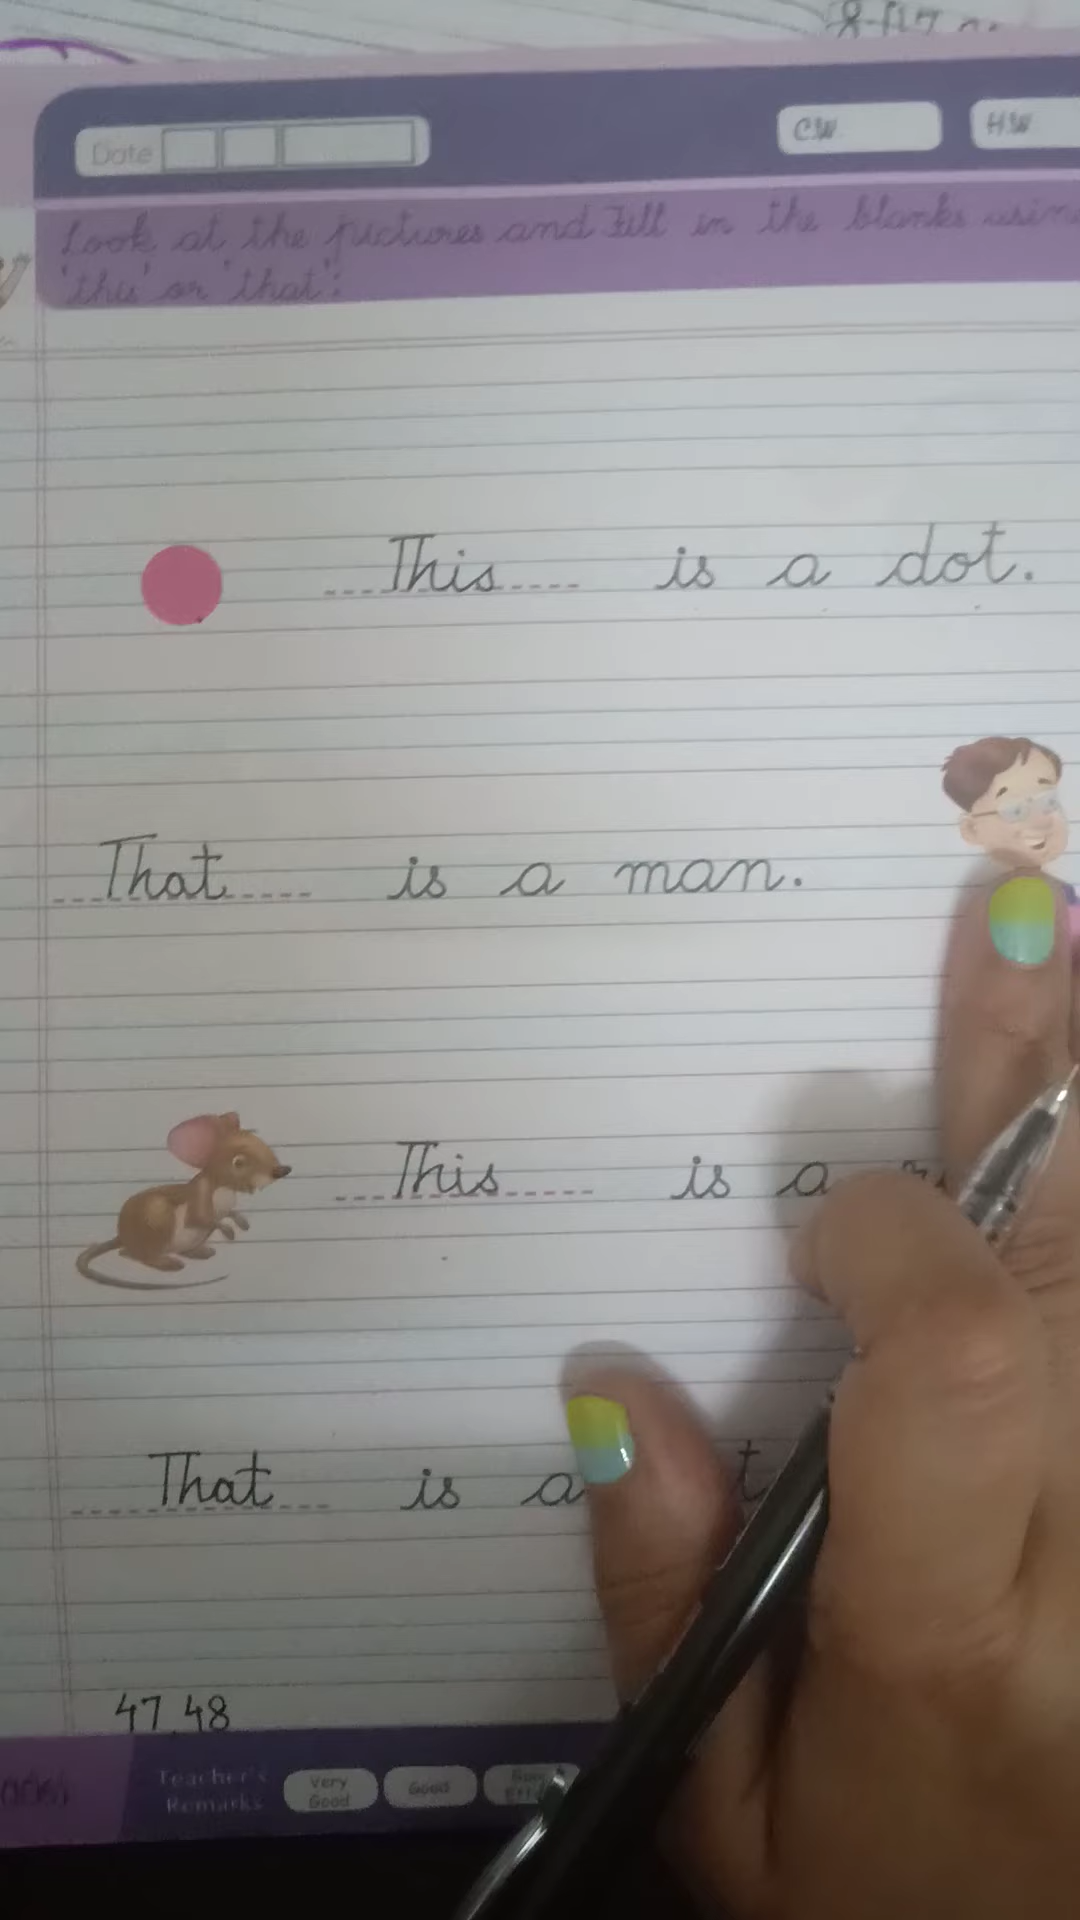 Date
CW
HW
Look at the pictures and Fill in the blanks
'this' or 'that':
This is a dot.
That is a man.
This is a
That is a
47.48
Teacher's Remarks
Very Good
Good